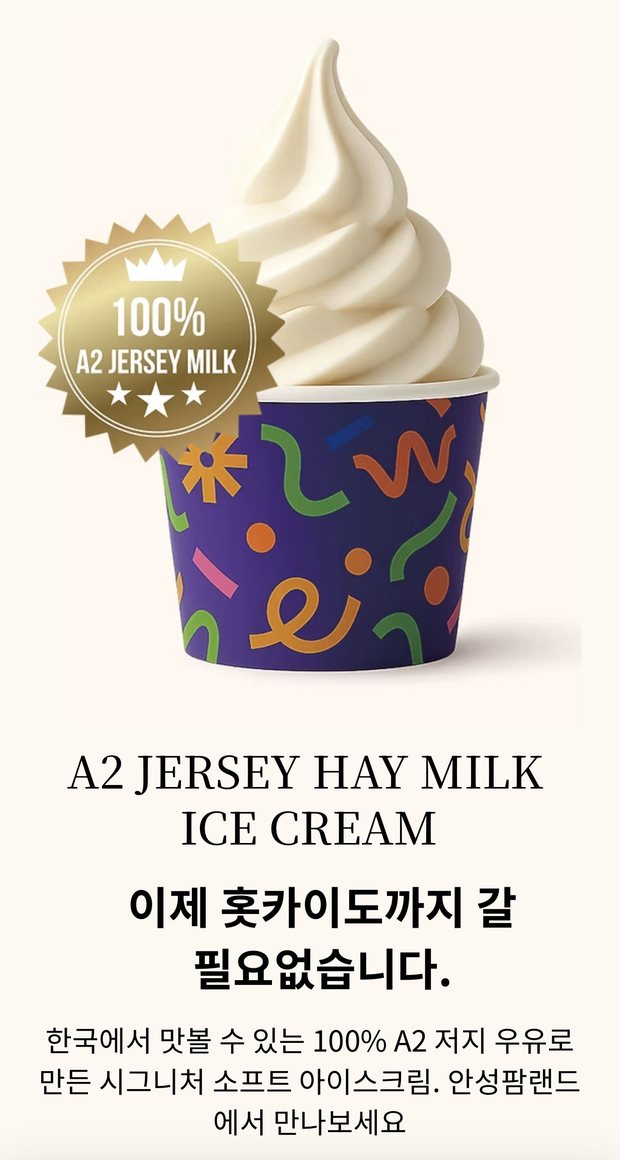 100%
A2 JERSEY MILK
A2 JERSEY HAY MILK
ICE CREAM
이제 홋카이도까지 갈
필요없습니다.
한국에서 맛볼 수 있는 100% A2 저지 우유로
만든 시그니처 소프트 아이스크림. 안성팜랜드
에서 만나보세요